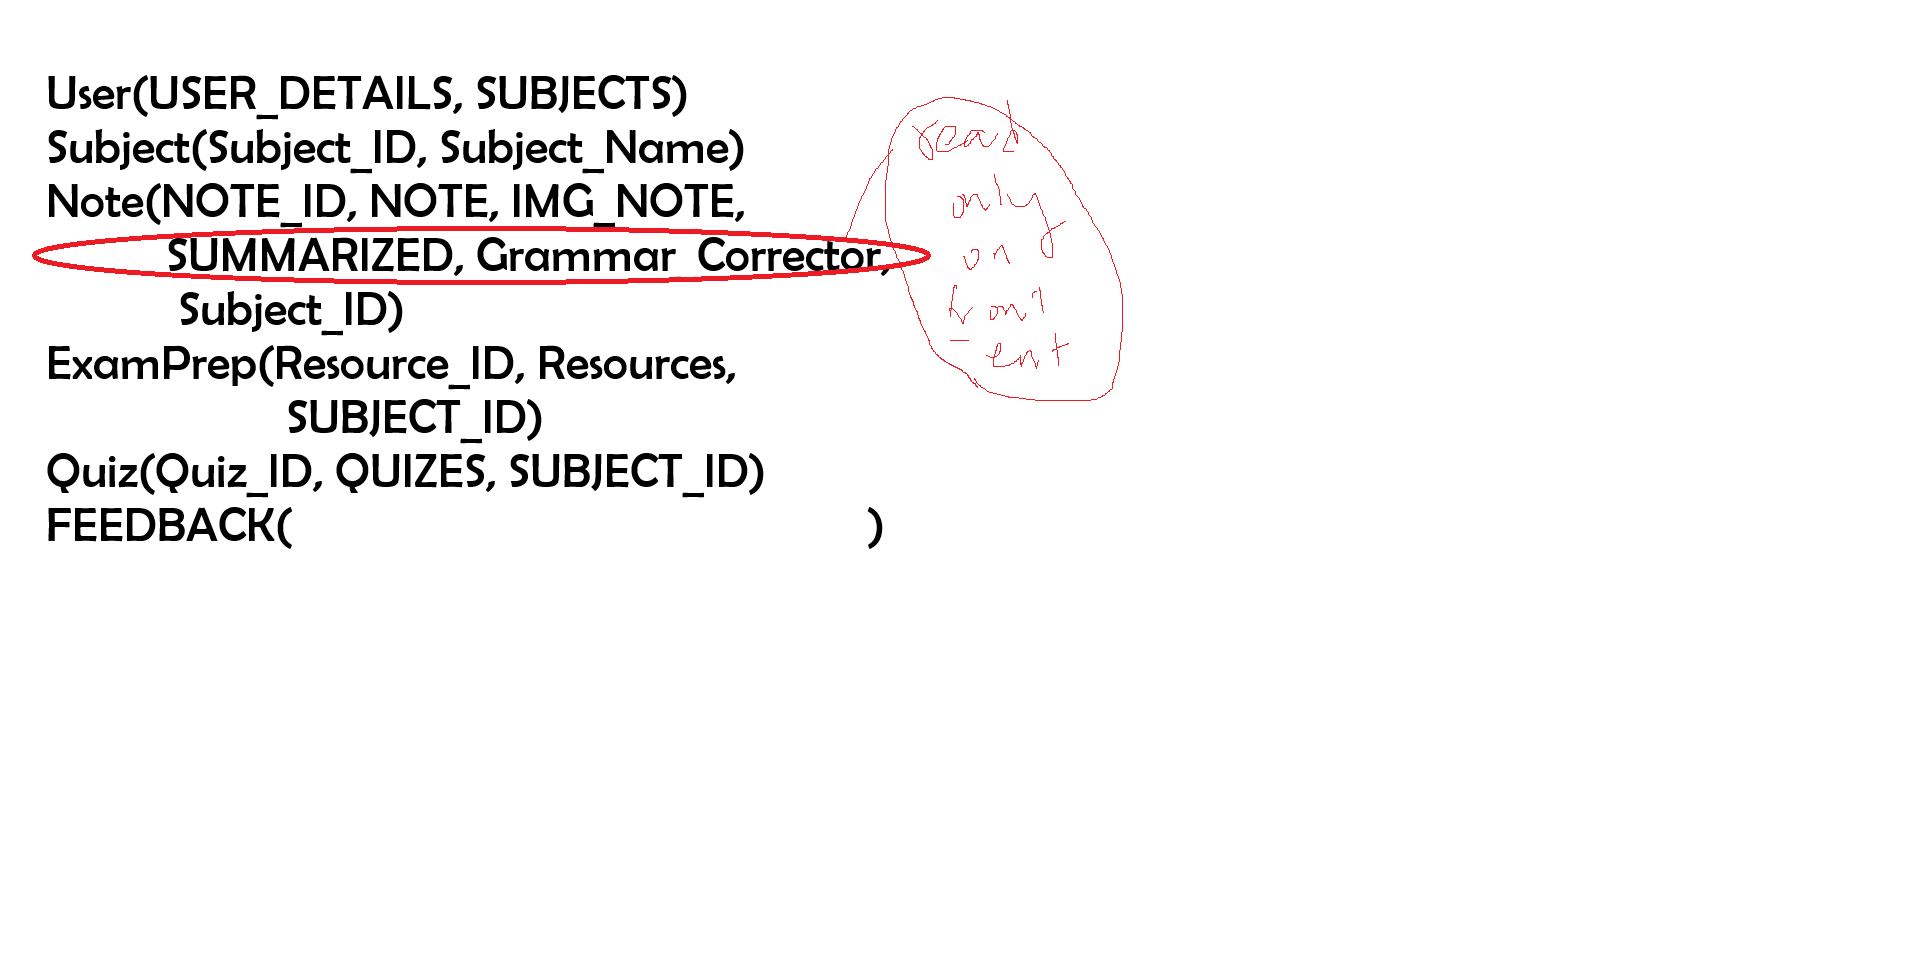 User(USER_DETAILS, SUBJECTS)
Subject(Subject_ID, Subject_Name)
Note(NOTE_ID, NOTE, IMG_NOTE,
SUMMARIZED, Grammar_Corrector,
Subject_ID)
ExamPrep(Resource_ID, Resources,
SUBJECT_ID)
Quiz(Quiz_ID, QUIZES, SUBJECT_ID)
FEEDBACK( )
read
only
on
front
end